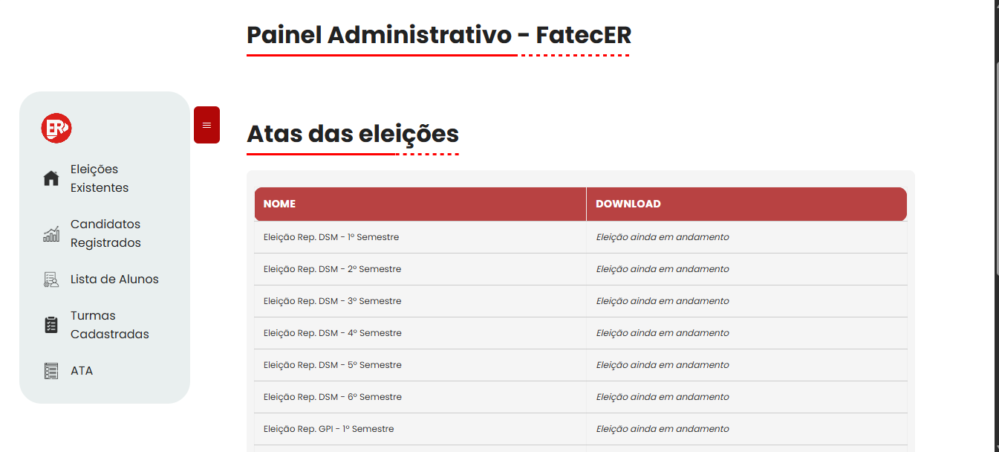 Painel Administrativo - FatecER
ER
Eleições
Existentes
Candidatos
Registrados
Lista de Alunos
Turmas
Cadastradas
ATA
Atas das eleições
NOME DOWNLOAD
Eleição Rep. DSM - 1º Semestre Eleição ainda em andamento
Eleição Rep. DSM - 2º Semestre Eleição ainda em andamento
Eleição Rep. DSM - 3º Semestre Eleição ainda em andamento
Eleição Rep. DSM - 4º Semestre Eleição ainda em andamento
Eleição Rep. DSM - 5º Semestre Eleição ainda em andamento
Eleição Rep. DSM - 6º Semestre Eleição ainda em andamento
Eleição Rep. GPI - 1º Semestre Eleição ainda em andamento